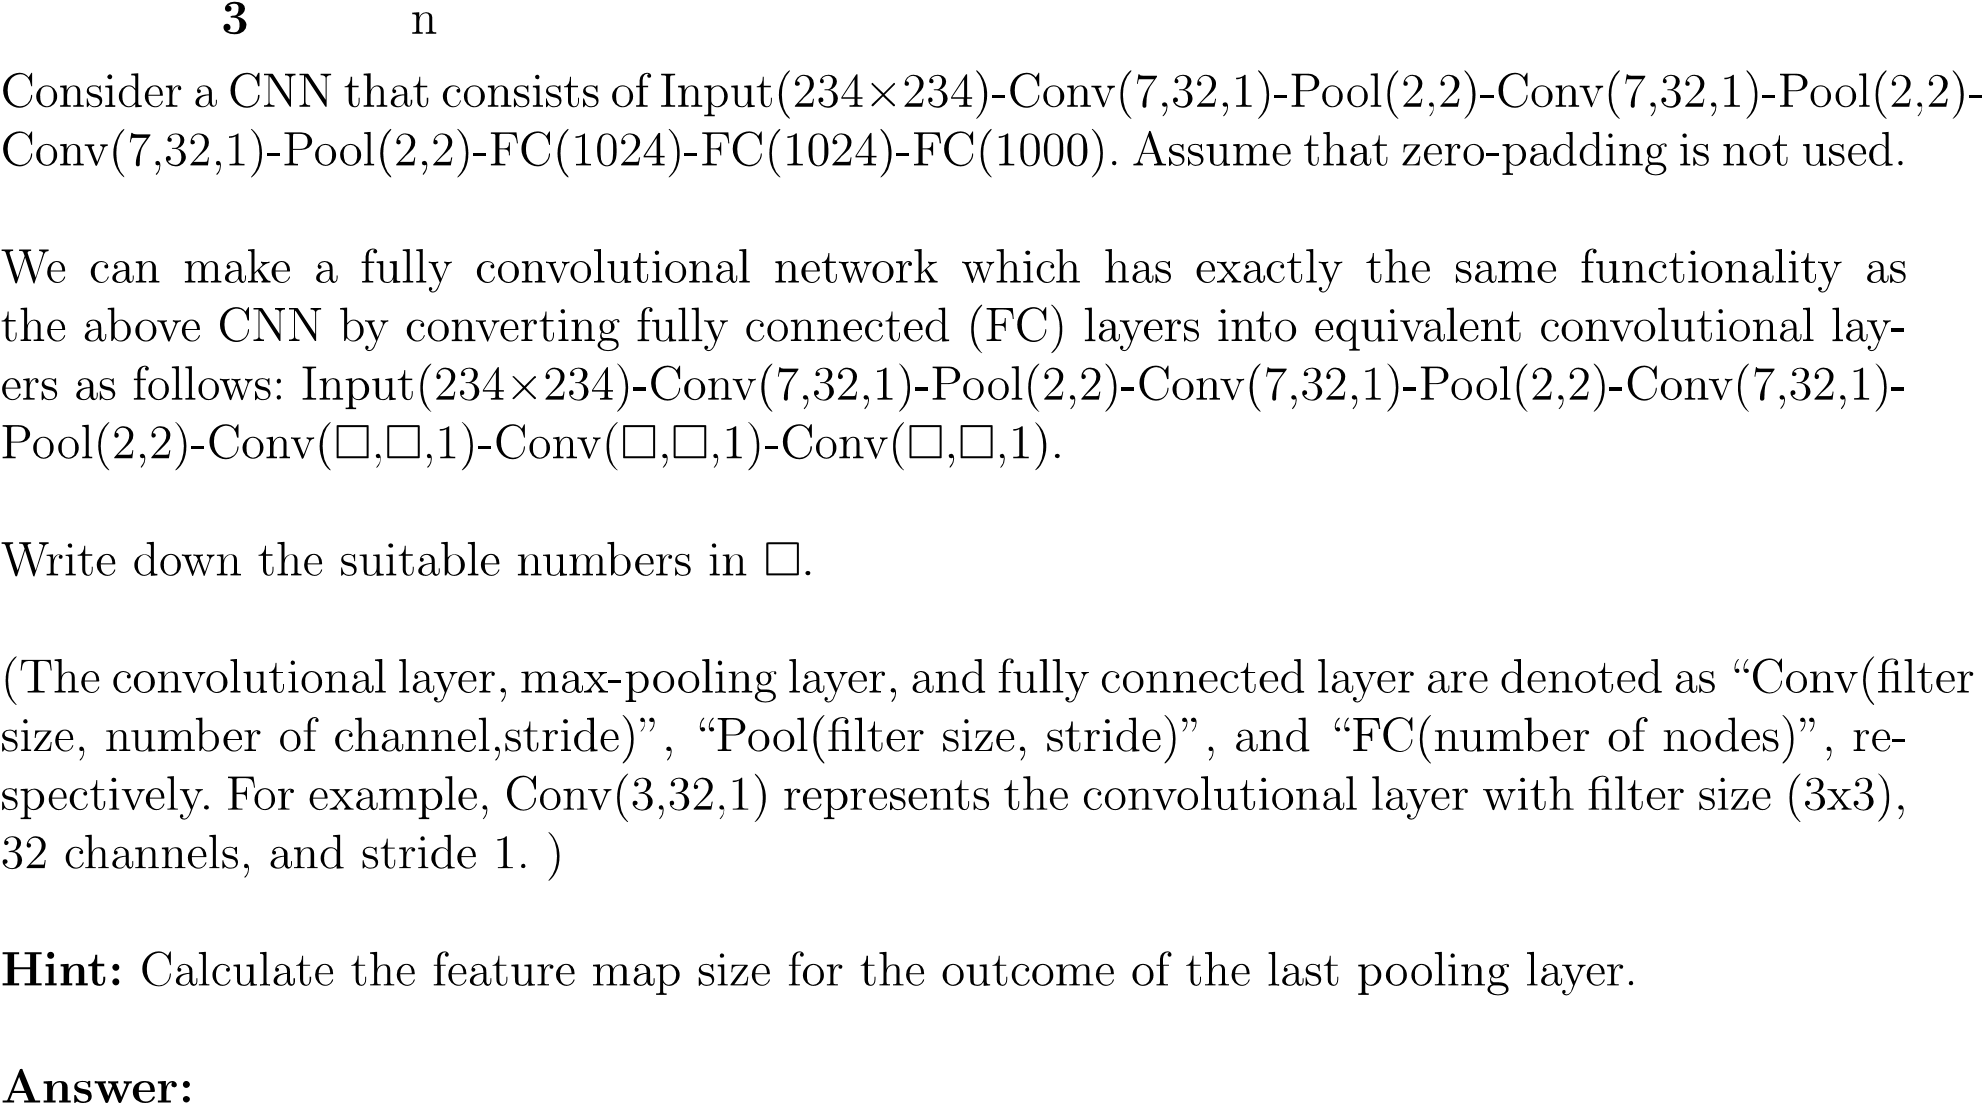 3 n
Consider a CNN that consists of Input(234×234)-Conv(7,32,1)-Pool(2,2)-Conv(7,32,1)-Pool(2,2)-
Conv(7,32,1)-Pool(2,2)-FC(1024)-FC(1024)-FC(1000). Assume that zero-padding is not used.
We can make a fully convolutional network which has exactly the same functionality as
the above CNN by converting fully connected (FC) layers into equivalent convolutional lay-
ers as follows: Input(234×234)-Conv(7,32,1)-Pool(2,2)-Conv(7,32,1)-Pool(2,2)-Conv(7,32,1)-
Pool(2,2)-Conv(□,□,1)-Conv(□,□,1)-Conv(□,□,1).
Write down the suitable numbers in □.
(The convolutional layer, max-pooling layer, and fully connected layer are denoted as “Conv(filter
size, number of channel,stride)”, “Pool(filter size, stride)”, and “FC(number of nodes)”, re-
spectively. For example, Conv(3,32,1) represents the convolutional layer with filter size (3x3),
32 channels, and stride 1. )
Hint: Calculate the feature map size for the outcome of the last pooling layer.
Answer: